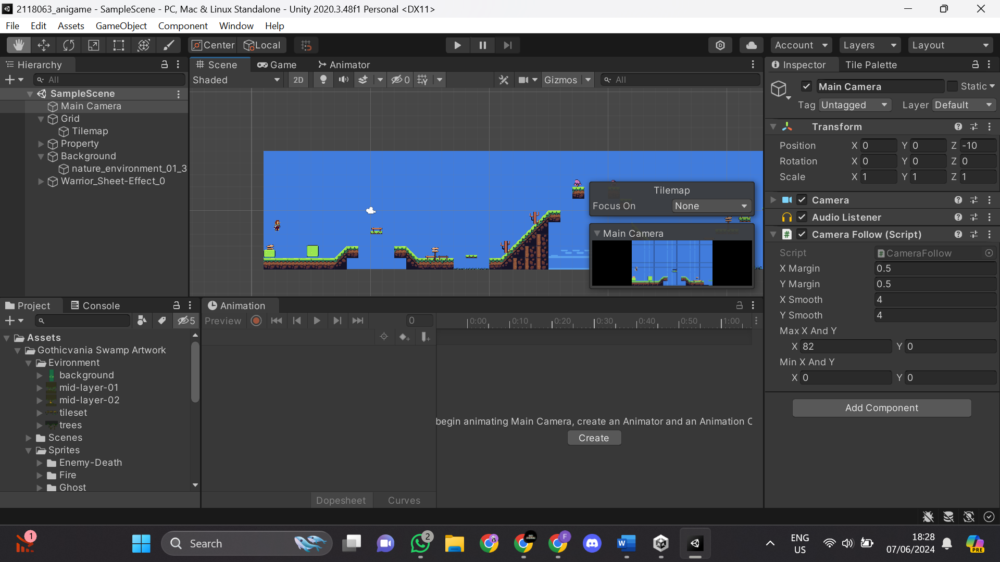 2118063_anigame - SampleScene - PC, Mac & Linux Standalone - Unity 2020.3.48f1 Personal <DX11>
File Edit Assets GameObject Component Window Help
Center Local Account Layers Layout
Hierarchy
All
SampleScene
Main Camera
Grid
Tilemap
Property
Background
nature_environment_01_3
Warrior_Sheet-Effect_0
Scene Game Animator
Shaded 2D 0 Gizmos All
Tilemap
Focus On None
Main Camera
Inspector Tile Palette
Main Camera Static
Tag Untagged Layer Default
Transform
Position X 0 Y 0 Z -10
Rotation X 0 Y 0 Z 0
Scale X 1 Y 1 Z 1
Camera
Audio Listener
# Camera Follow (Script)
Script # CameraFollow
X Margin 0.5
Y Margin 0.5
X Smooth 4
Y Smooth 4
Max X And Y
X 82 Y 0
Min X And Y
X 0 Y 0
Add Component
Project Console
5
Assets
Gothicvania Swamp Artwork
Evironment
background
mid-layer-01
mid-layer-02
tileset
trees
Scenes
Sprites
Enemy-Death
Fire
Ghost
Animation
Preview 0 0:00 0:10 0:20 0:30 0:40 0:50 1:00
begin animating Main Camera, create an Animator and an Animation C
Create
Dopesheet Curves
1 Search 2 F W ENG US 18:28 07/06/2024 PRE